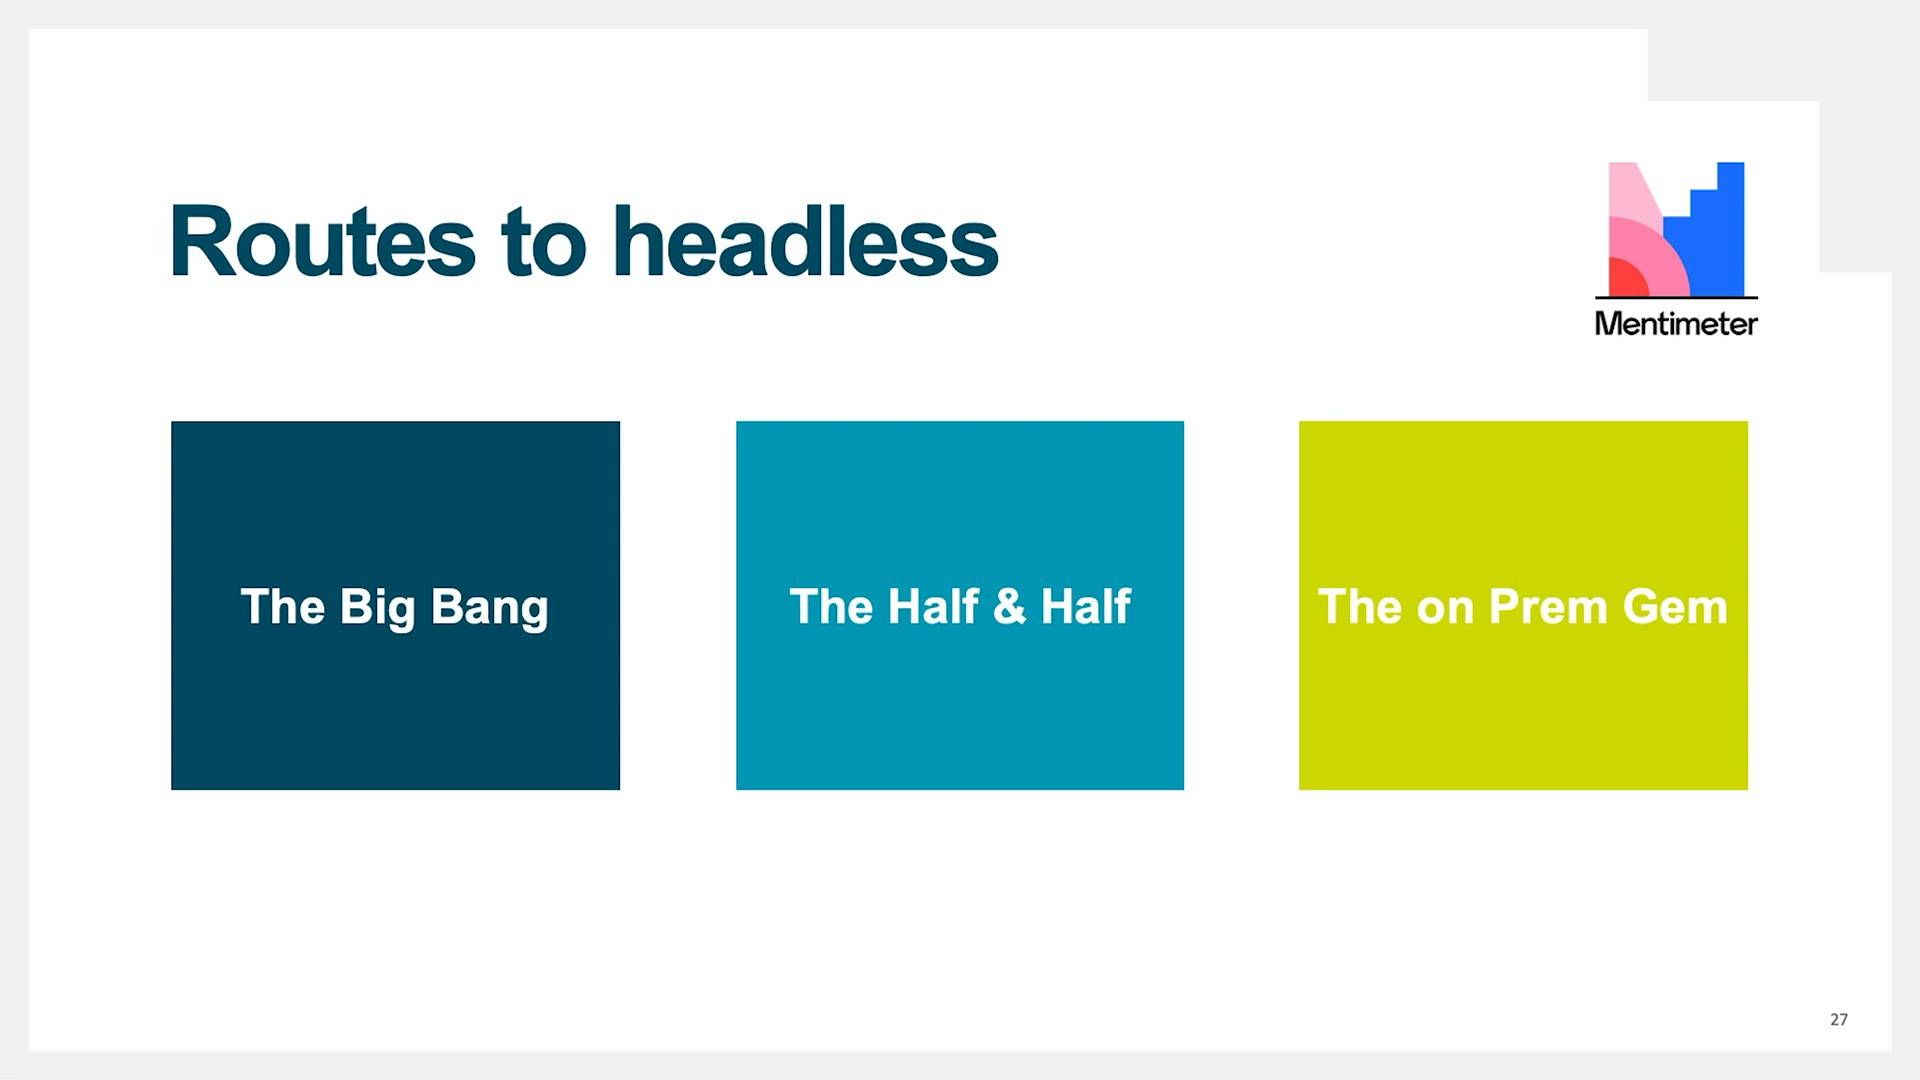 Routes to headless
Mentimeter
The Big Bang
The Half & Half
The on Prem Gem
27